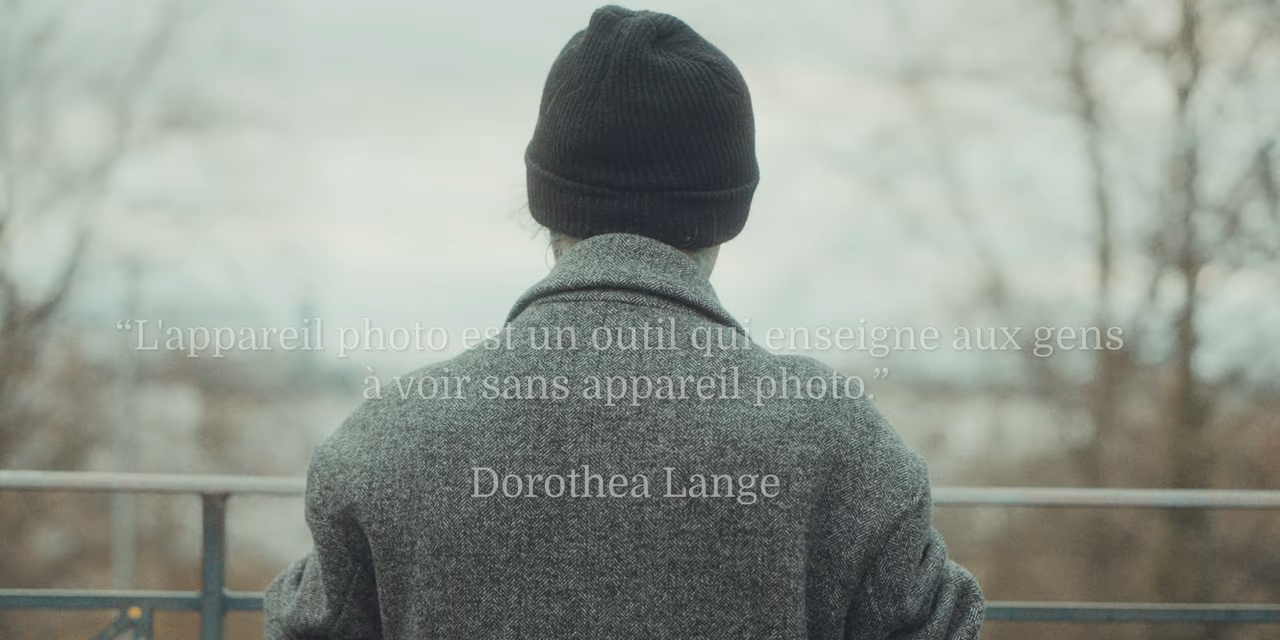 “L'appareil photo est un outil qui enseigne aux gens
à voir sans appareil photo.”
Dorothea Lange